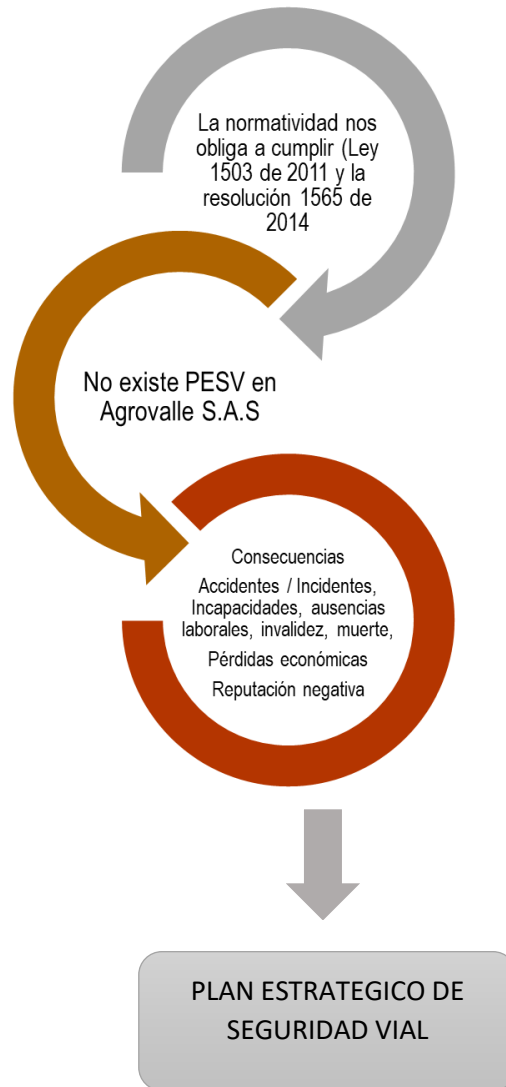 La normatividad nos
obliga a cumplir (Ley
1503 de 2011 y la
resolución 1565 de
2014
No existe PESV en
Agrovalle S.A.S
Consecuencias
Accidentes / Incidentes,
Incapacidades, ausencias
laborales, invalidez, muerte,
Pérdidas económicas
Reputación negativa
PLAN ESTRATEGICO DE
SEGURIDAD VIAL